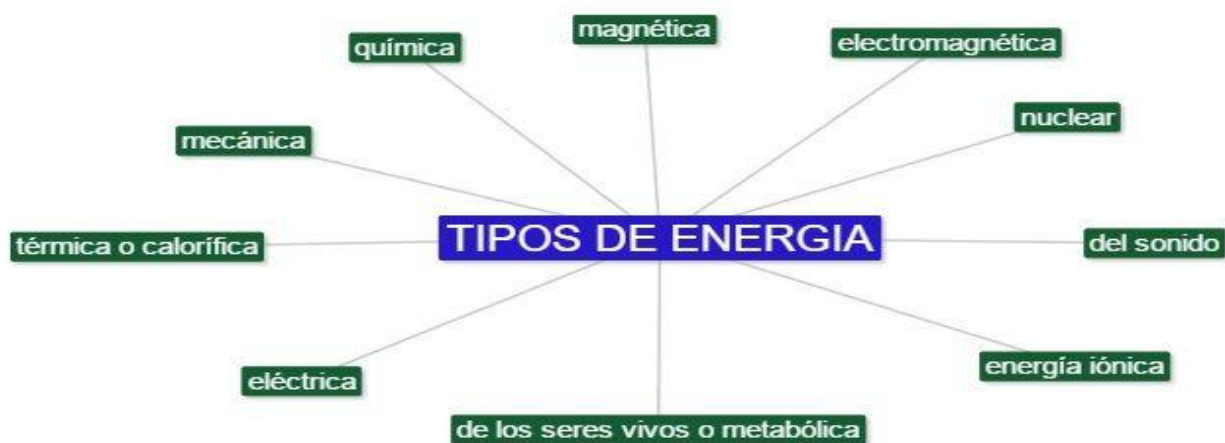 magnética
electromagnética
química
nuclear
mecánica
TIPOS DE ENERGIA
térmica o calorífica
del sonido
energía iónica
eléctrica
de los seres vivos o metabólica